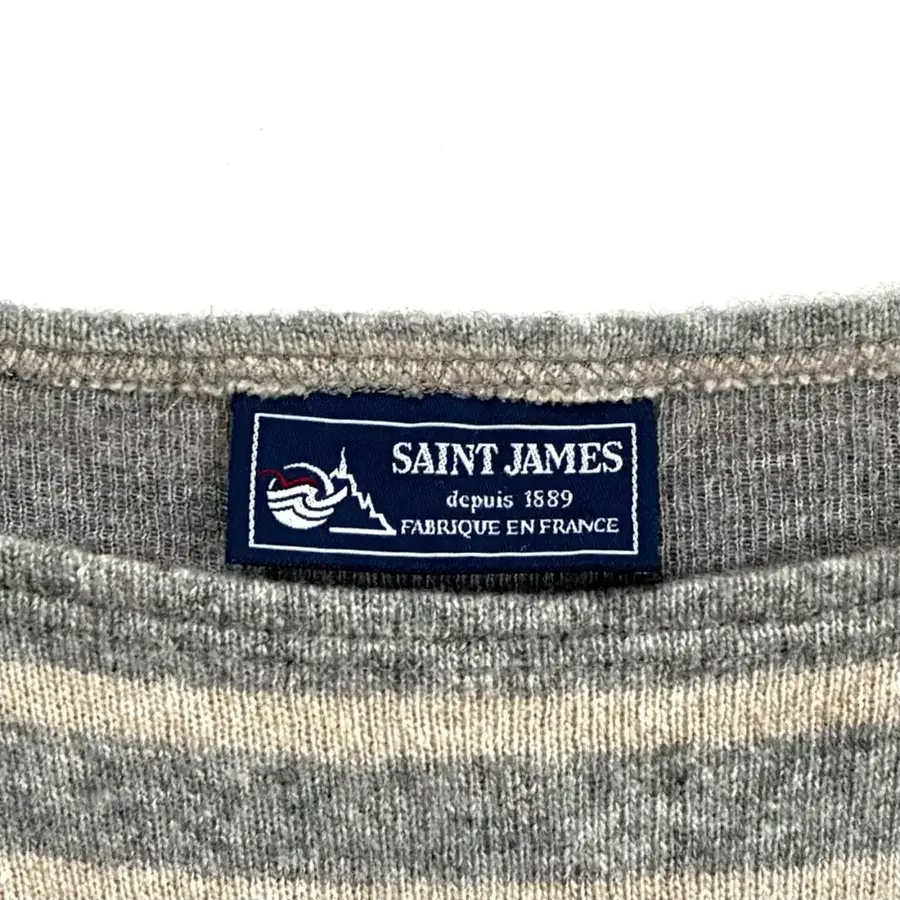 SAINT JAMES
depuis 1889
FABRIQUE EN FRANCE